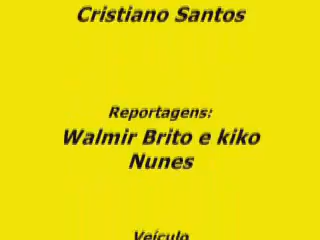 Cristiano Santos
Reportagens:
Walmir Brito e kiko
Nunes
Veículo